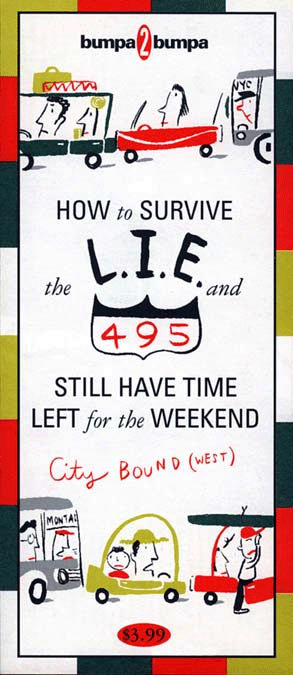 bumpa2bumpa
NYC
HOW to SURVIVE
L.I.E.
the and
495
STILL HAVE TIME
LEFT for the WEEKEND
City BOUND (WEST)
MONTAU
$3.99